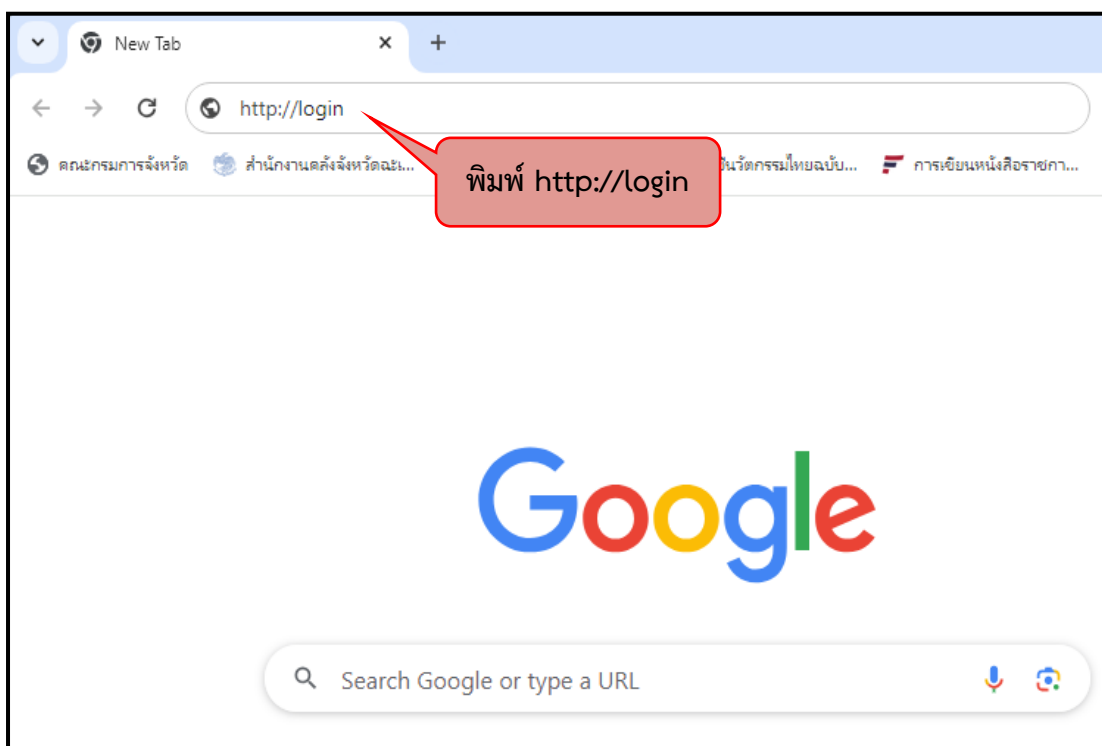 New Tab
http://login
คณะกรมการจังหวัด สำนักงานคลังจังหวัดฉะเ... วันวัตกรรมไทยฉบับ... การเขียนหนังสือราชกา...
พิมพ์ http://login
Google
Search Google or type a URL